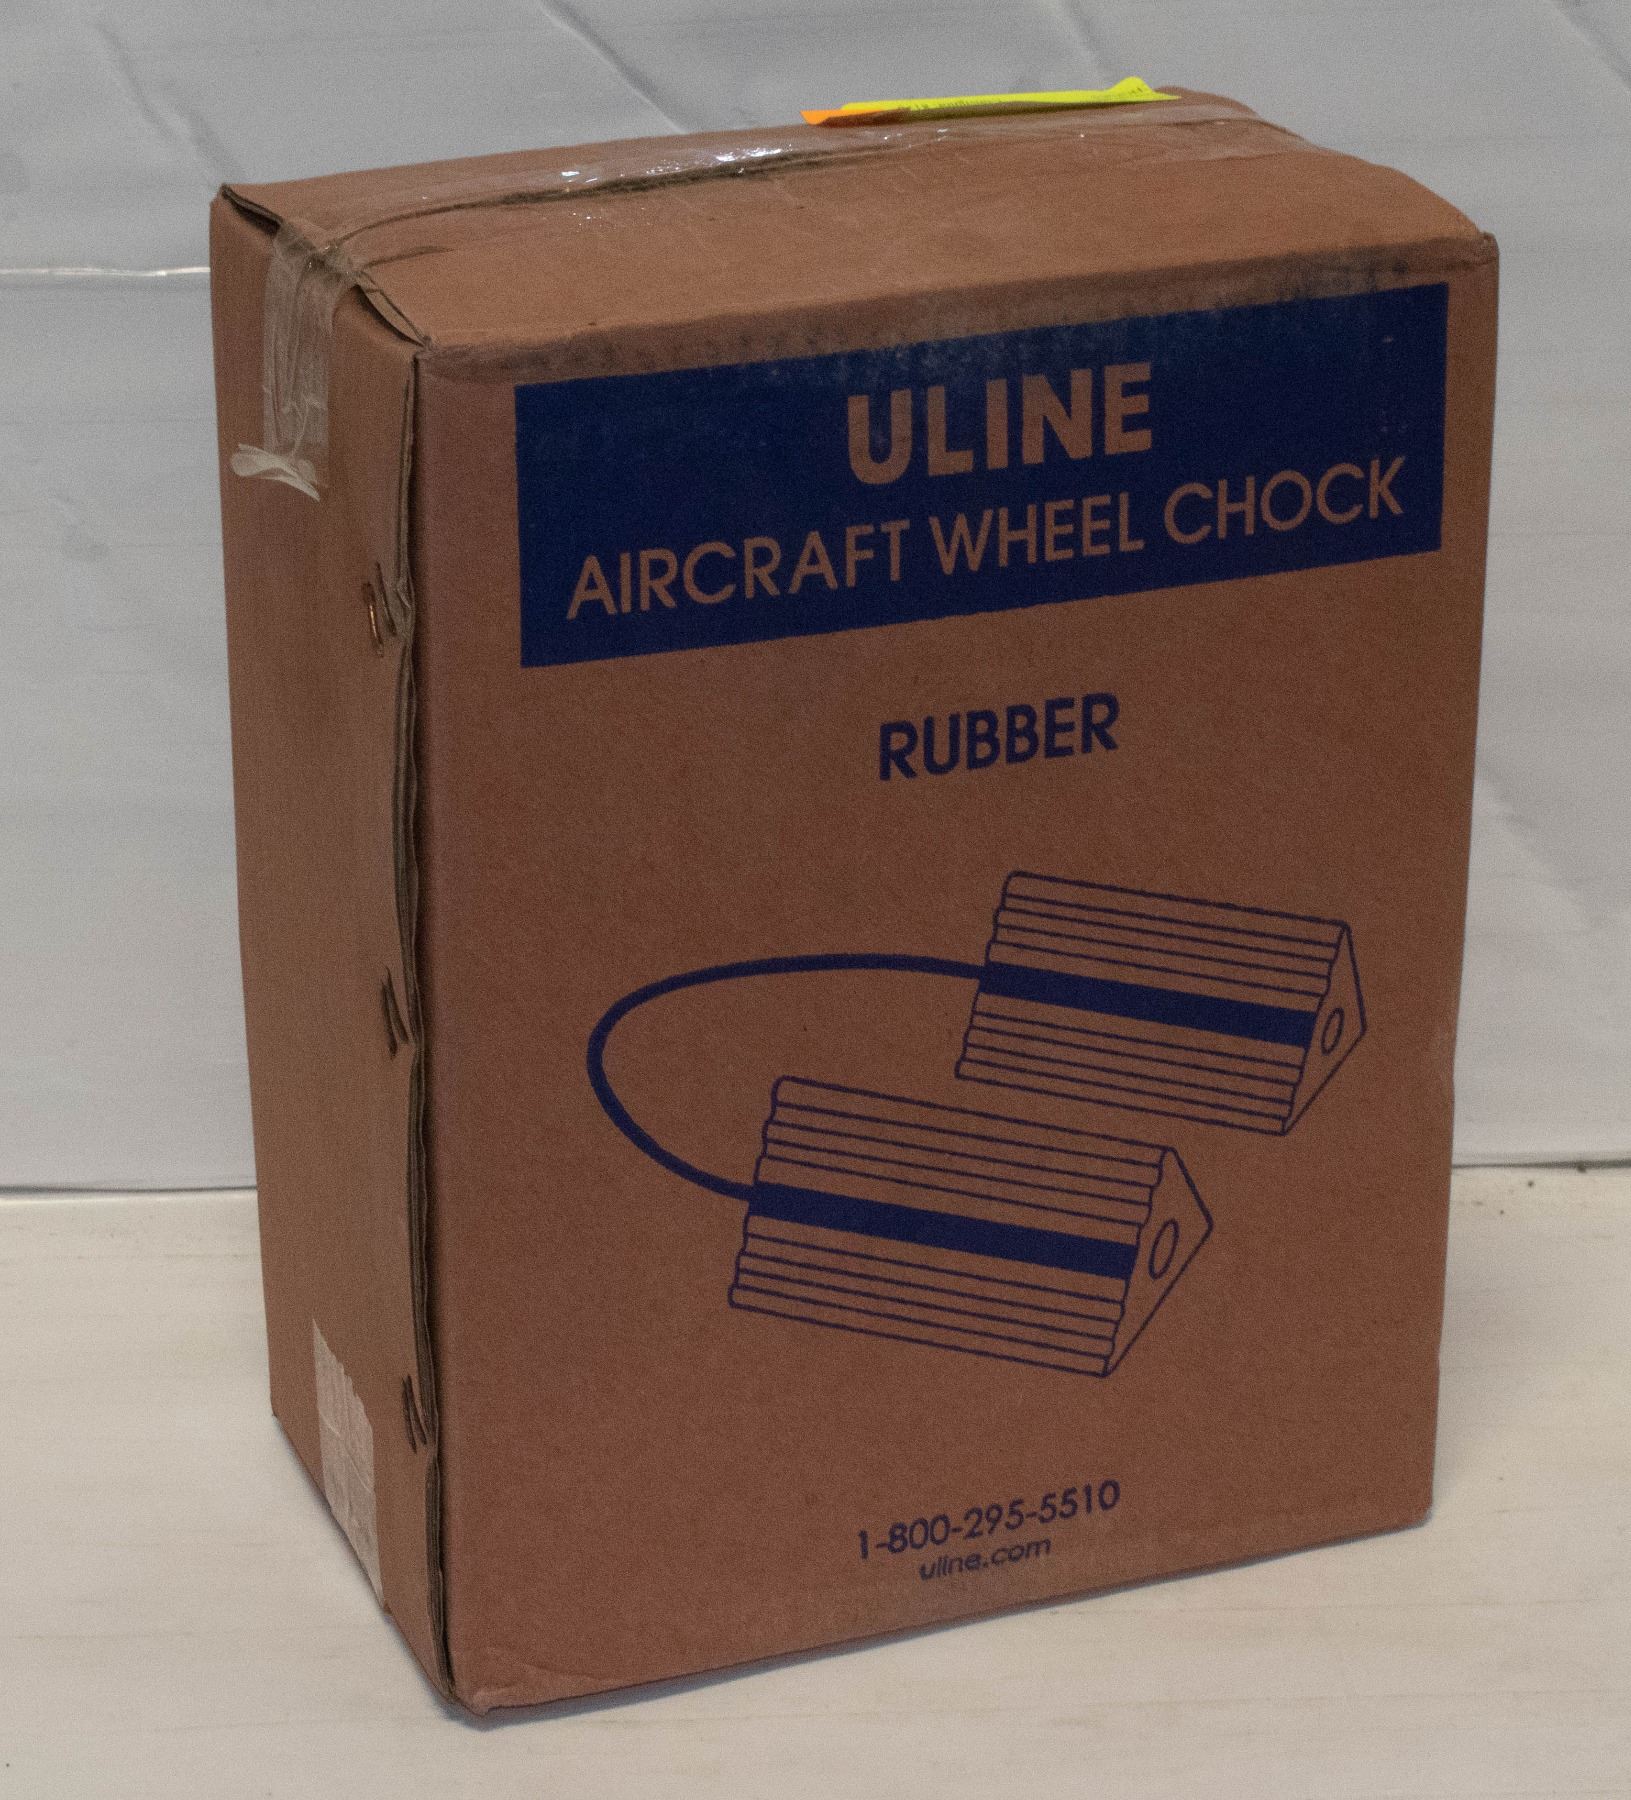 ULINE
AIRCRAFT WHEEL CHOCK
RUBBER
1-800-295-5510
uline.com